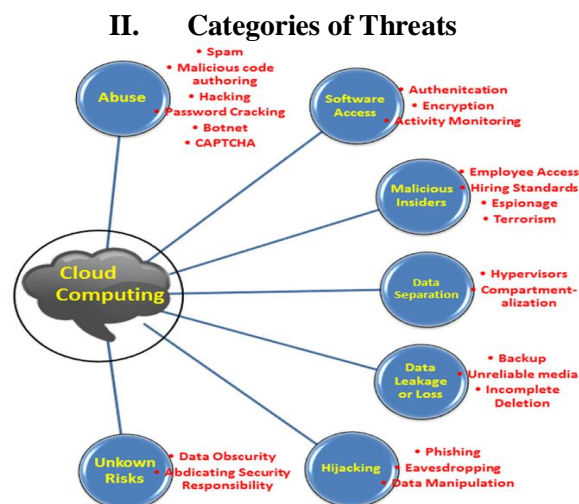 II. Categories of Threats
Abuse
• Spam
• Malicious code
authoring
• Hacking
• Password Cracking
• Botnet
• CAPTCHA
Software
Access
• Authenitcation
• Encryption
• Activity Monitoring
Malicious
Insiders
• Employee Access
• Hiring Standards
• Espionage
• Terrorism
Cloud
Computing
Data
Separation
• Hypervisors
• Compartment-
alization
Data
Leakage
or Loss
• Backup
• Unreliable media
• Incomplete
Deletion
Unkown
Risks
• Data Obscurity
• Abdicating Security
Responsibility
Hijacking
• Phishing
• Eavesdropping
• Data Manipulation